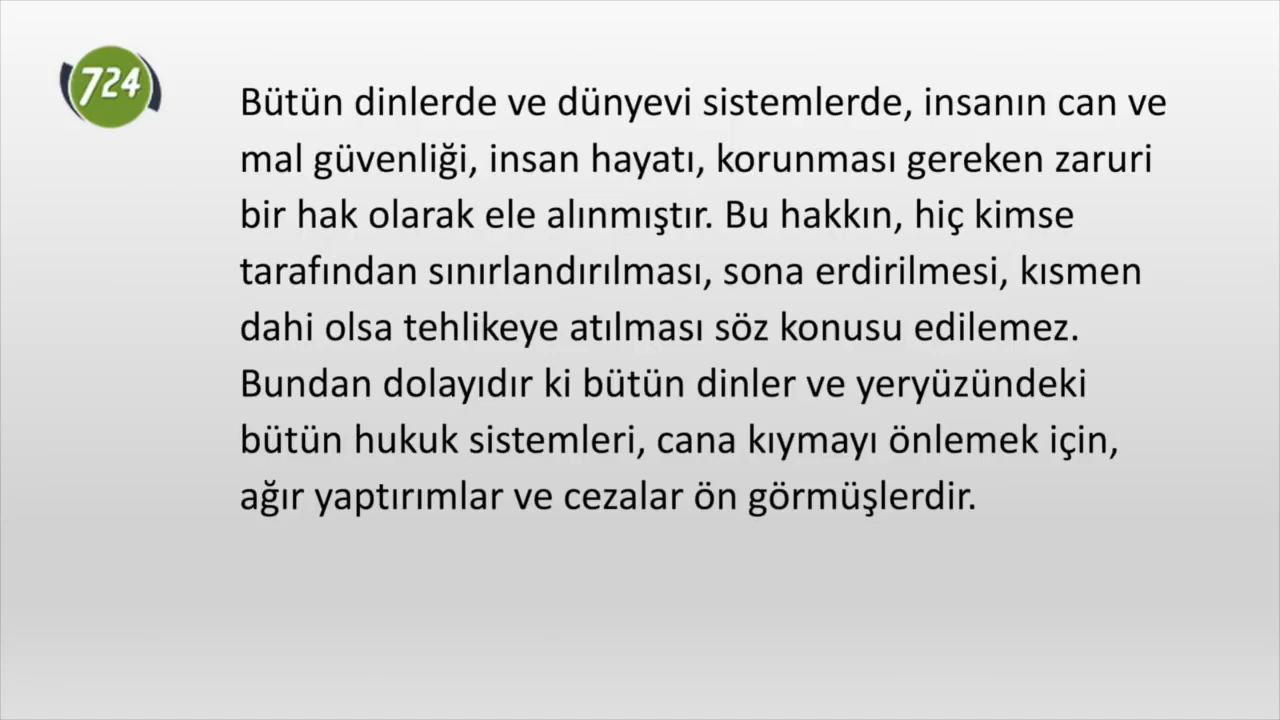 724
Bütün dinlerde ve dünyevi sistemlerde, insanın can ve
mal güvenliği, insan hayatı, korunması gereken zaruri
bir hak olarak ele alınmıştır. Bu hakkın, hiç kimse
tarafından sınırlandırılması, sona erdirilmesi, kısmen
dahi olsa tehlikeye atılması söz konusu edilemez.
Bundan dolayıdır ki bütün dinler ve yeryüzündeki
bütün hukuk sistemleri, cana kıymayı önlemek için,
ağır yaptırımlar ve cezalar ön görmüşlerdir.